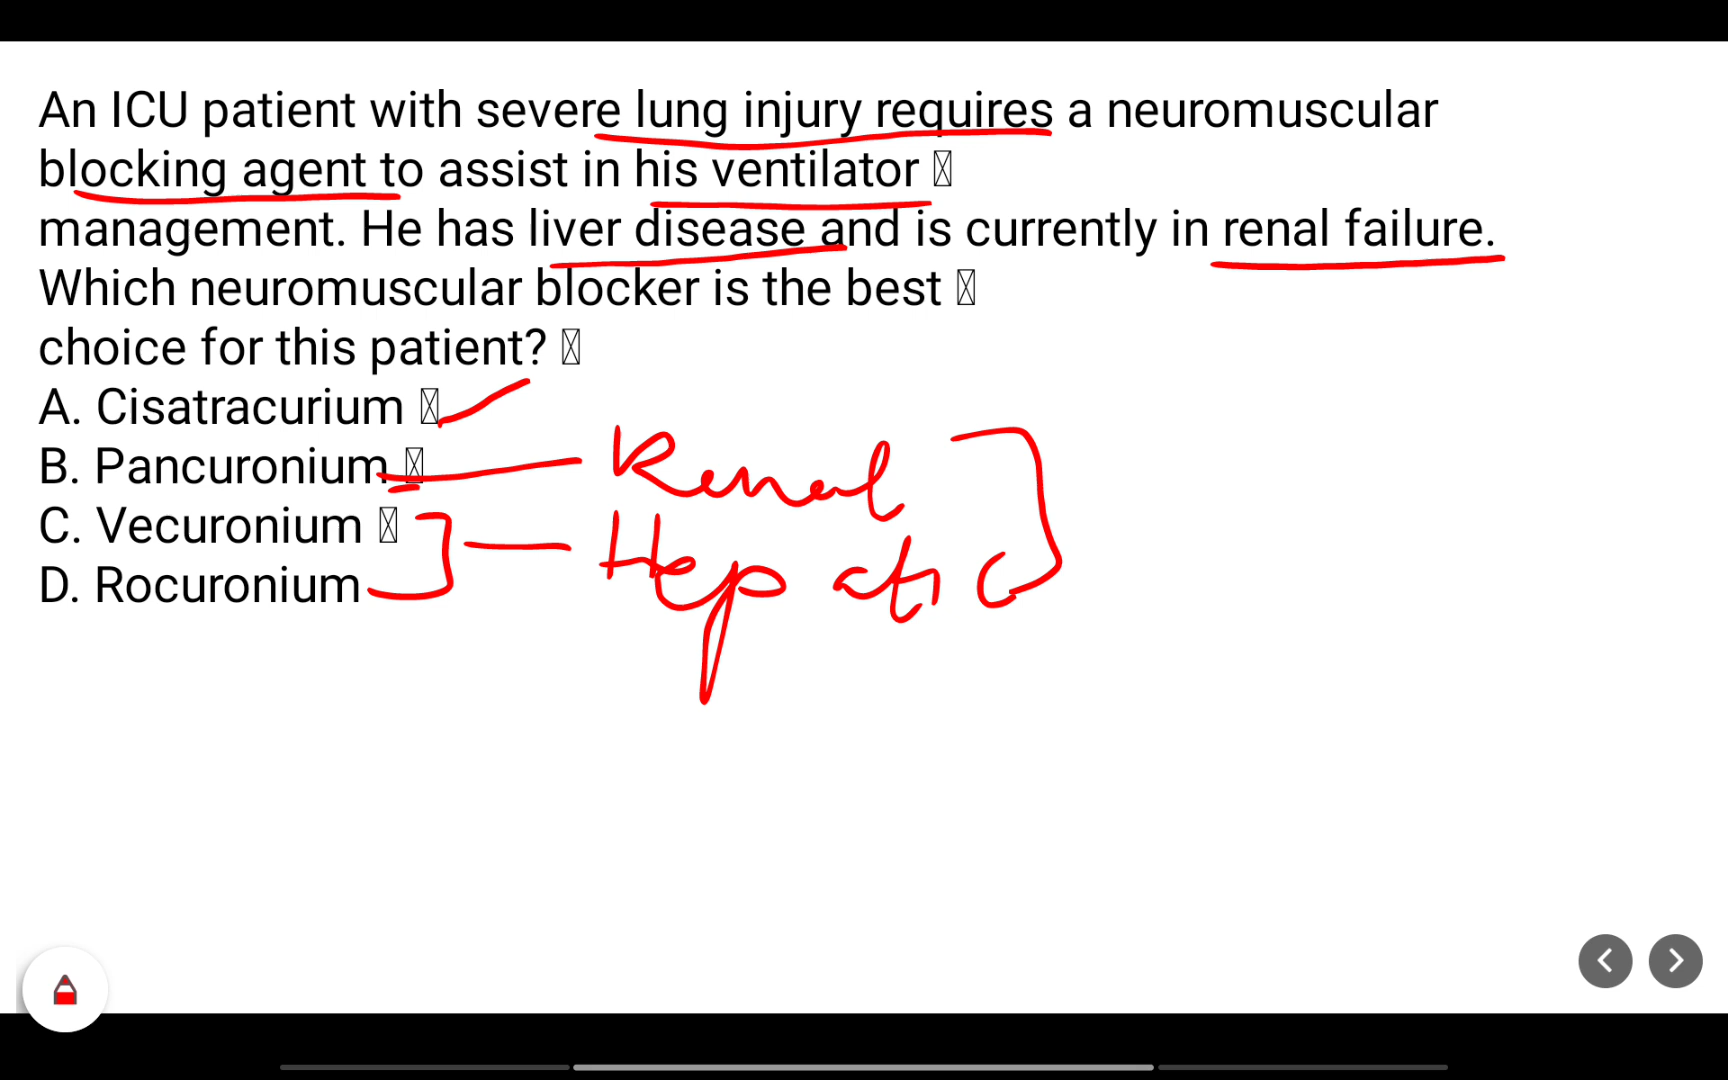 An ICU patient with severe lung injury requires a neuromuscular
blocking agent to assist in his ventilator
management. He has liver disease and is currently in renal failure.
Which neuromuscular blocker is the best
choice for this patient?
A. Cisatracurium
B. Pancuronium
Renal
C. Vecuronium
D. Rocuronium
Hepatic